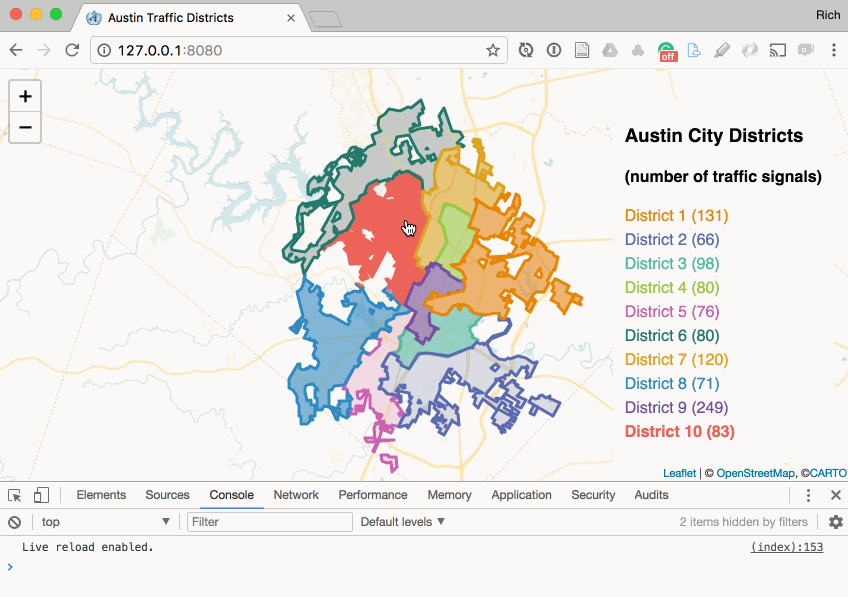 Austin Traffic Districts
Rich
127.0.0.1:8080
off
+
−
Austin City Districts
(number of traffic signals)
District 1 (131)
District 2 (66)
District 3 (98)
District 4 (80)
District 5 (76)
District 6 (80)
District 7 (120)
District 8 (71)
District 9 (249)
District 10 (83)
Leaflet | © OpenStreetMap, ©CARTO
Elements Sources Console Network Performance Memory Application Security Audits
top Filter Default levels 2 items hidden by filters
Live reload enabled. (index):153
>